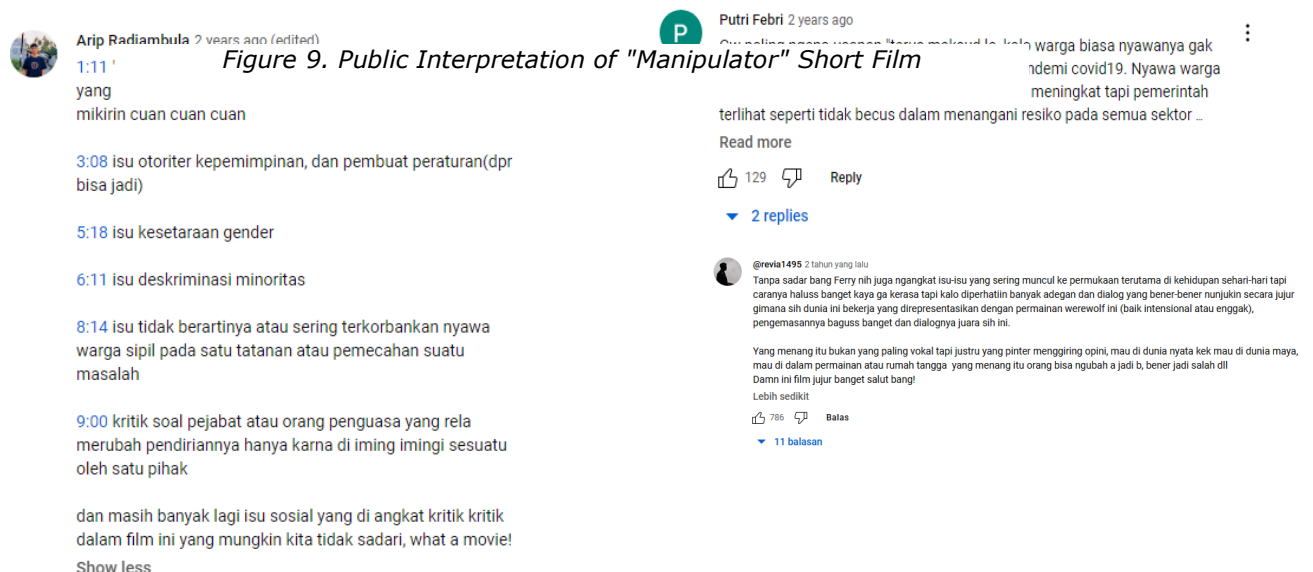 Arip Radiambula 2 years ago (edited)
1:11 '
yang
mikirin cuan cuan cuan
3:08 isu otoriter kepemimpinan, dan pembuat peraturan(dpr
bisa jadi)
5:18 isu kesetaraan gender
6:11 isu deskriminasi minoritas
8:14 isu tidak berartinya atau sering terkorbankan nyawa
warga sipil pada satu tatanan atau pemecahan suatu
masalah
9:00 kritik soal pejabat atau orang penguasa yang rela
merubah pendiriannya hanya karna di iming imingi sesuatu
oleh satu pihak
dan masih banyak lagi isu sosial yang di angkat kritik kritik
dalam film ini yang mungkin kita tidak sadari, what a movie!
Show less
Figure 9. Public Interpretation of "Manipulator" Short Film
P
Putri Febri 2 years ago
warga biasa nyawanya gak
covid19. Nyawa warga
meningkat tapi pemerintah
terlihat seperti tidak becus dalam menangani resiko pada semua sektor ...
Read more
129 Reply
2 replies
@revia1495 2 tahun yang lalu
Tanpa sadar bang Ferry nih juga ngangkat isu-isu yang sering muncul ke permukaan terutama di kehidupan sehari-hari tapi
caranya haluss banget kaya ga kerasa tapi kalo diperhatiin banyak adegan dan dialog yang bener-bener nunjukin secara jujur
gimana sih dunia ini bekerja yang direpresentasikan dengan permainan werewolf ini (baik intensional atau enggak),
pengemasannya baguss banget dan dialognya juara sih ini.
Yang menang itu bukan yang paling vokal tapi justru yang pinter menggiring opini, mau di dunia nyata kek mau di dunia maya,
mau di dalam permainan atau rumah tangga yang menang itu orang bisa ngubah a jadi b, bener jadi salah dll
Damn ini film jujur banget salut bang!
Lebih sedikit
786 Balas
11 balasan